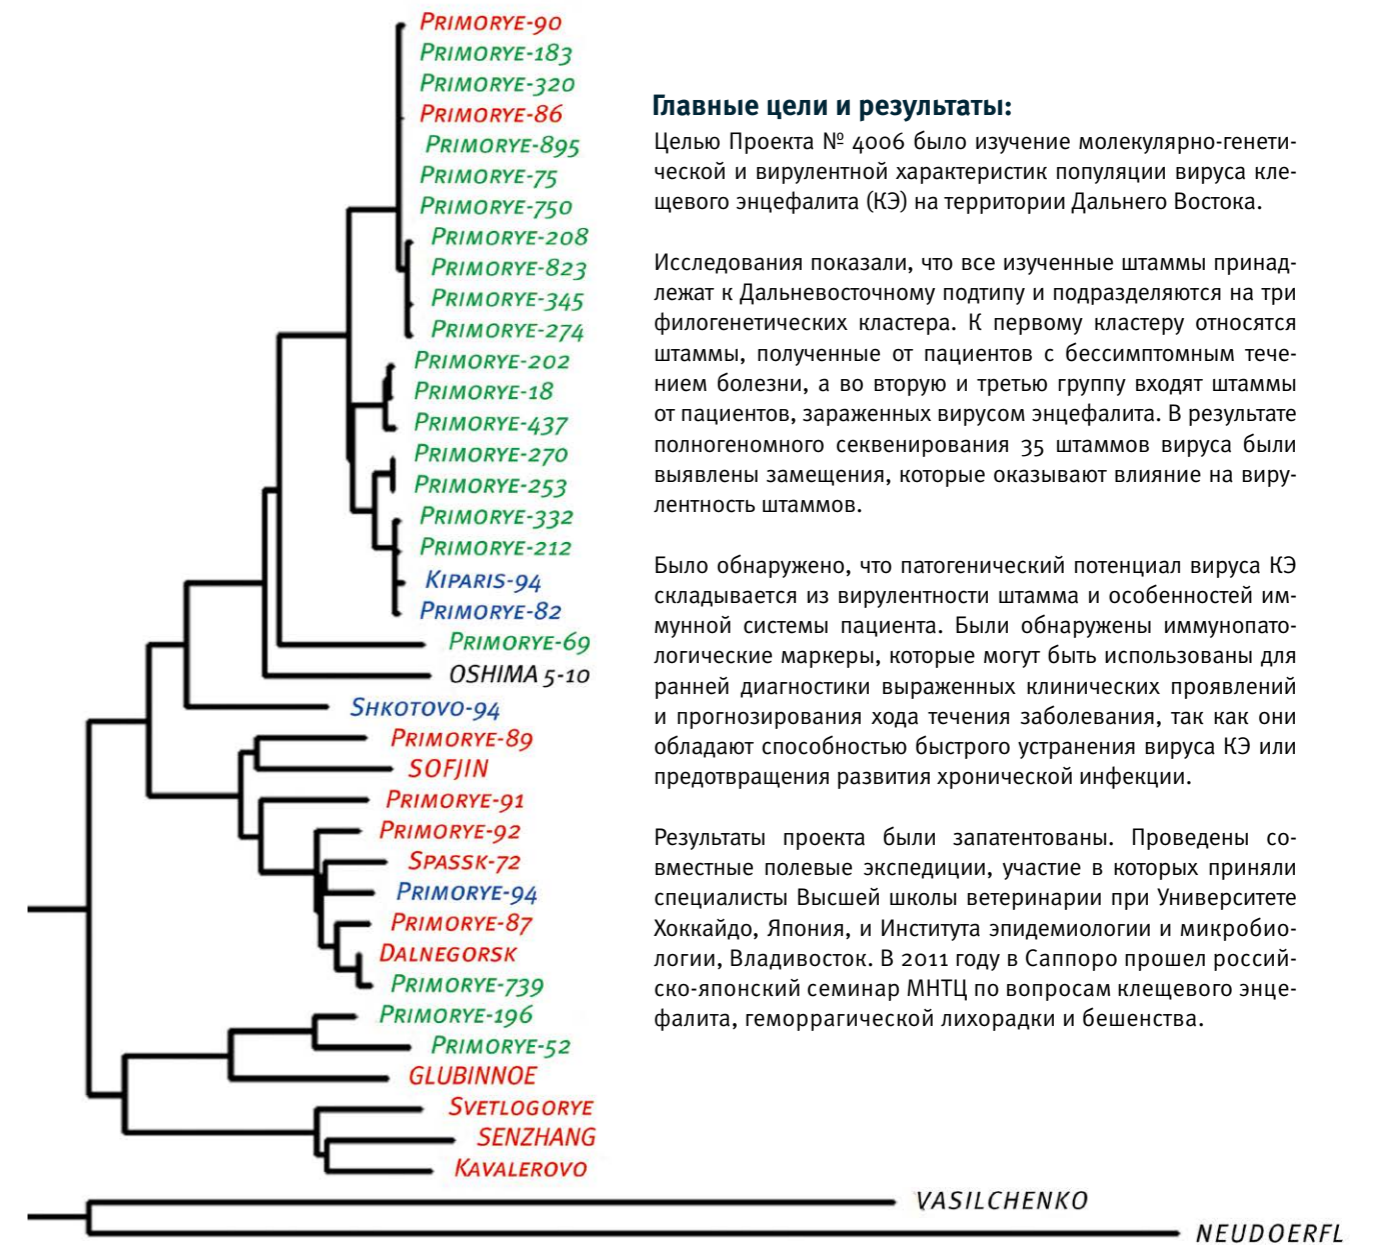 PRIMORYE-90
PRIMORYE-183
PRIMORYE-320
PRIMORYE-86
PRIMORYE-895
PRIMORYE-75
PRIMORYE-750
PRIMORYE-208
PRIMORYE-823
PRIMORYE-345
PRIMORYE-274
PRIMORYE-202
PRIMORYE-18
PRIMORYE-437
PRIMORYE-270
PRIMORYE-253
PRIMORYE-332
PRIMORYE-212
KIPARIS-94
PRIMORYE-82
PRIMORYE-69
OSHIMA 5-10
SHKOTOVO-94
PRIMORYE-89
SOFJIN
PRIMORYE-91
PRIMORYE-92
SPASSK-72
PRIMORYE-94
PRIMORYE-87
DALNEGORSK
PRIMORYE-739
PRIMORYE-196
PRIMORYE-52
GLUBINNOE
SVETLOGORYE
SENZHANG
KAVALEROVO
VASILCHENKO
NEUDOERFL
Главные цели и результаты:
Целью Проекта № 4006 было изучение молекулярно-генети-
ческой и вирулентной характеристик популяции вируса кле-
щевого энцефалита (КЭ) на территории Дальнего Востока.
Исследования показали, что все изученные штаммы принад-
лежат к Дальневосточному подтипу и подразделяются на три
филогенетических кластера. К первому кластеру относятся
штаммы, полученные от пациентов с бессимптомным тече-
нием болезни, а во вторую и третью группу входят штаммы
от пациентов, зараженных вирусом энцефалита. В результате
полногеномного секвенирования 35 штаммов вируса были
выявлены замещения, которые оказывают влияние на виру-
лентность штаммов.
Было обнаружено, что патогенический потенциал вируса КЭ
складывается из вирулентности штамма и особенностей им-
мунной системы пациента. Были обнаружены иммунопато-
логические маркеры, которые могут быть использованы для
ранней диагностики выраженных клинических проявлений
и прогнозирования хода течения заболевания, так как они
обладают способностью быстрого устранения вируса КЭ или
предотвращения развития хронической инфекции.
Результаты проекта были запатентованы. Проведены со-
вместные полевые экспедиции, участие в которых приняли
специалисты Высшей школы ветеринарии при Университете
Хоккайдо, Япония, и Института эпидемиологии и микробио-
логии, Владивосток. В 2011 году в Саппоро прошел россий-
ско-японский семинар МНТЦ по вопросам клещевого энце-
фалита, геморрагической лихорадки и бешенства.